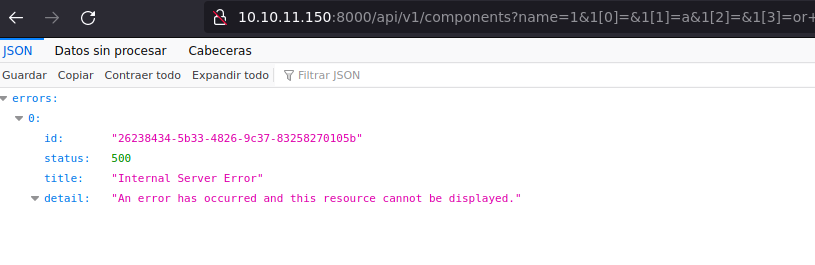 10.10.11.150:8000/api/v1/components?name=1&1[0]=&1[1]=a&1[2]=&1[3]=or+
JSON Datos sin procesar Cabeceras
Guardar Copiar Contraer todo Expandir todo Filtrar JSON
errors:
0:
id: "26238434-5b33-4826-9c37-83258270105b"
status: 500
title: "Internal Server Error"
detail: "An error has occurred and this resource cannot be displayed."